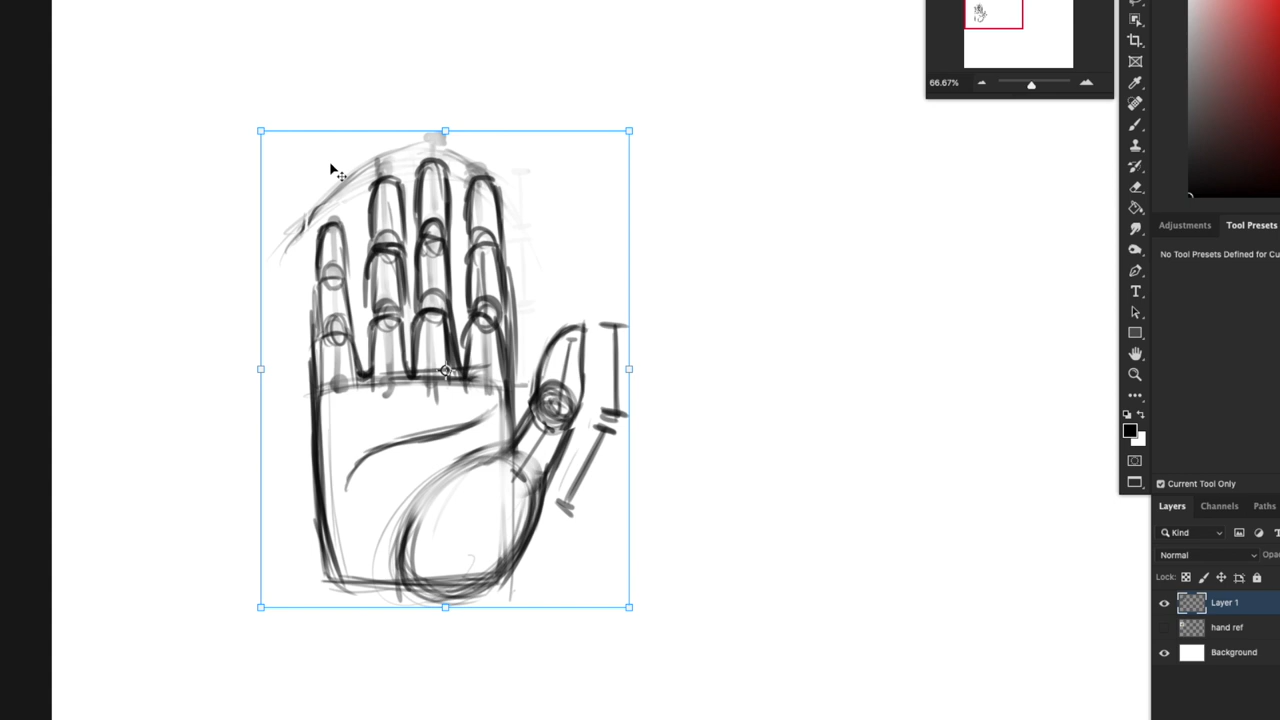 66.67%
Adjustments
Tool Presets
No Tool Presets Defined for Cu
Current Tool Only
Layers
Channels
Paths
Kind
Normal
Opac
Lock:
Layer 1
hand ref
Background